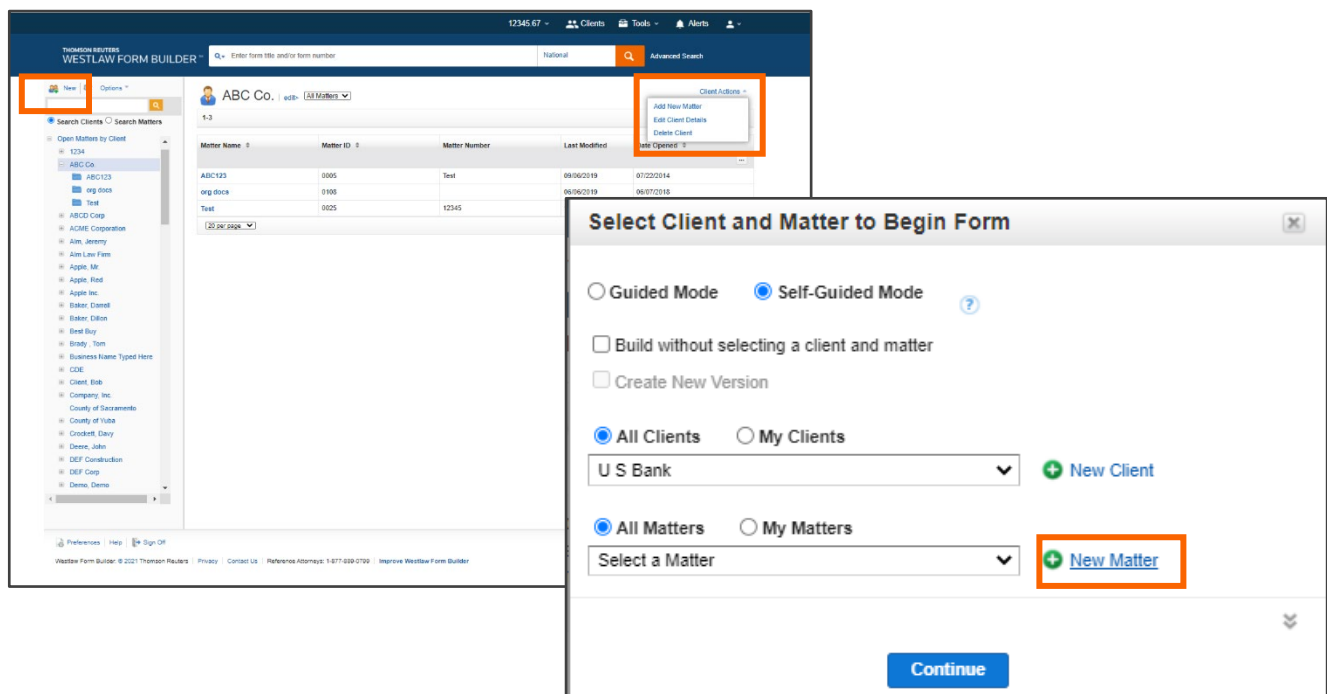 12345.67 Clients Tools Alerts
THOMSON REUTERS
WESTLAW FORM BUILDER™
Enter form title and/or form number
National
Advanced Search
New Options
Search Clients Search Matters
Open Matters by Client
1234
ABC Co.
ABC123
org docs
Test
ABCD Corp
ACME Corporation
Alm, Jeremy
Alm Law Firm
Apple, Mr.
Apple, Red
Apple Inc.
Baker, Darrell
Baker, Dillon
Best Buy
Brady , Tom
Business Name Typed Here
CDE
Client, Bob
Company, Inc.
County of Sacramento
County of Yuba
Crockett, Davy
Deere, John
DEF Construction
DEF Corp
Demo, Demo
ABC Co. | edit> All Matters
1-3
Client Actions
Add New Matter
Edit Client Details
Delete Client
Matter Name Matter ID Matter Number Last Modified Date Opened
ABC123 0005 Test 09/06/2019 07/22/2014
org docs 0108 06/06/2019 06/07/2018
Test 0025 12345
20 per page
Preferences | Help | Sign Off
Westlaw Form Builder. © 2021 Thomson Reuters | Privacy | Contact Us | Reference Attorneys: 1-877-699-0799 | Improve Westlaw Form Builder
Select Client and Matter to Begin Form
Guided Mode Self-Guided Mode ?
Build without selecting a client and matter
Create New Version
All Clients My Clients
U S Bank New Client
All Matters My Matters
Select a Matter New Matter
Continue